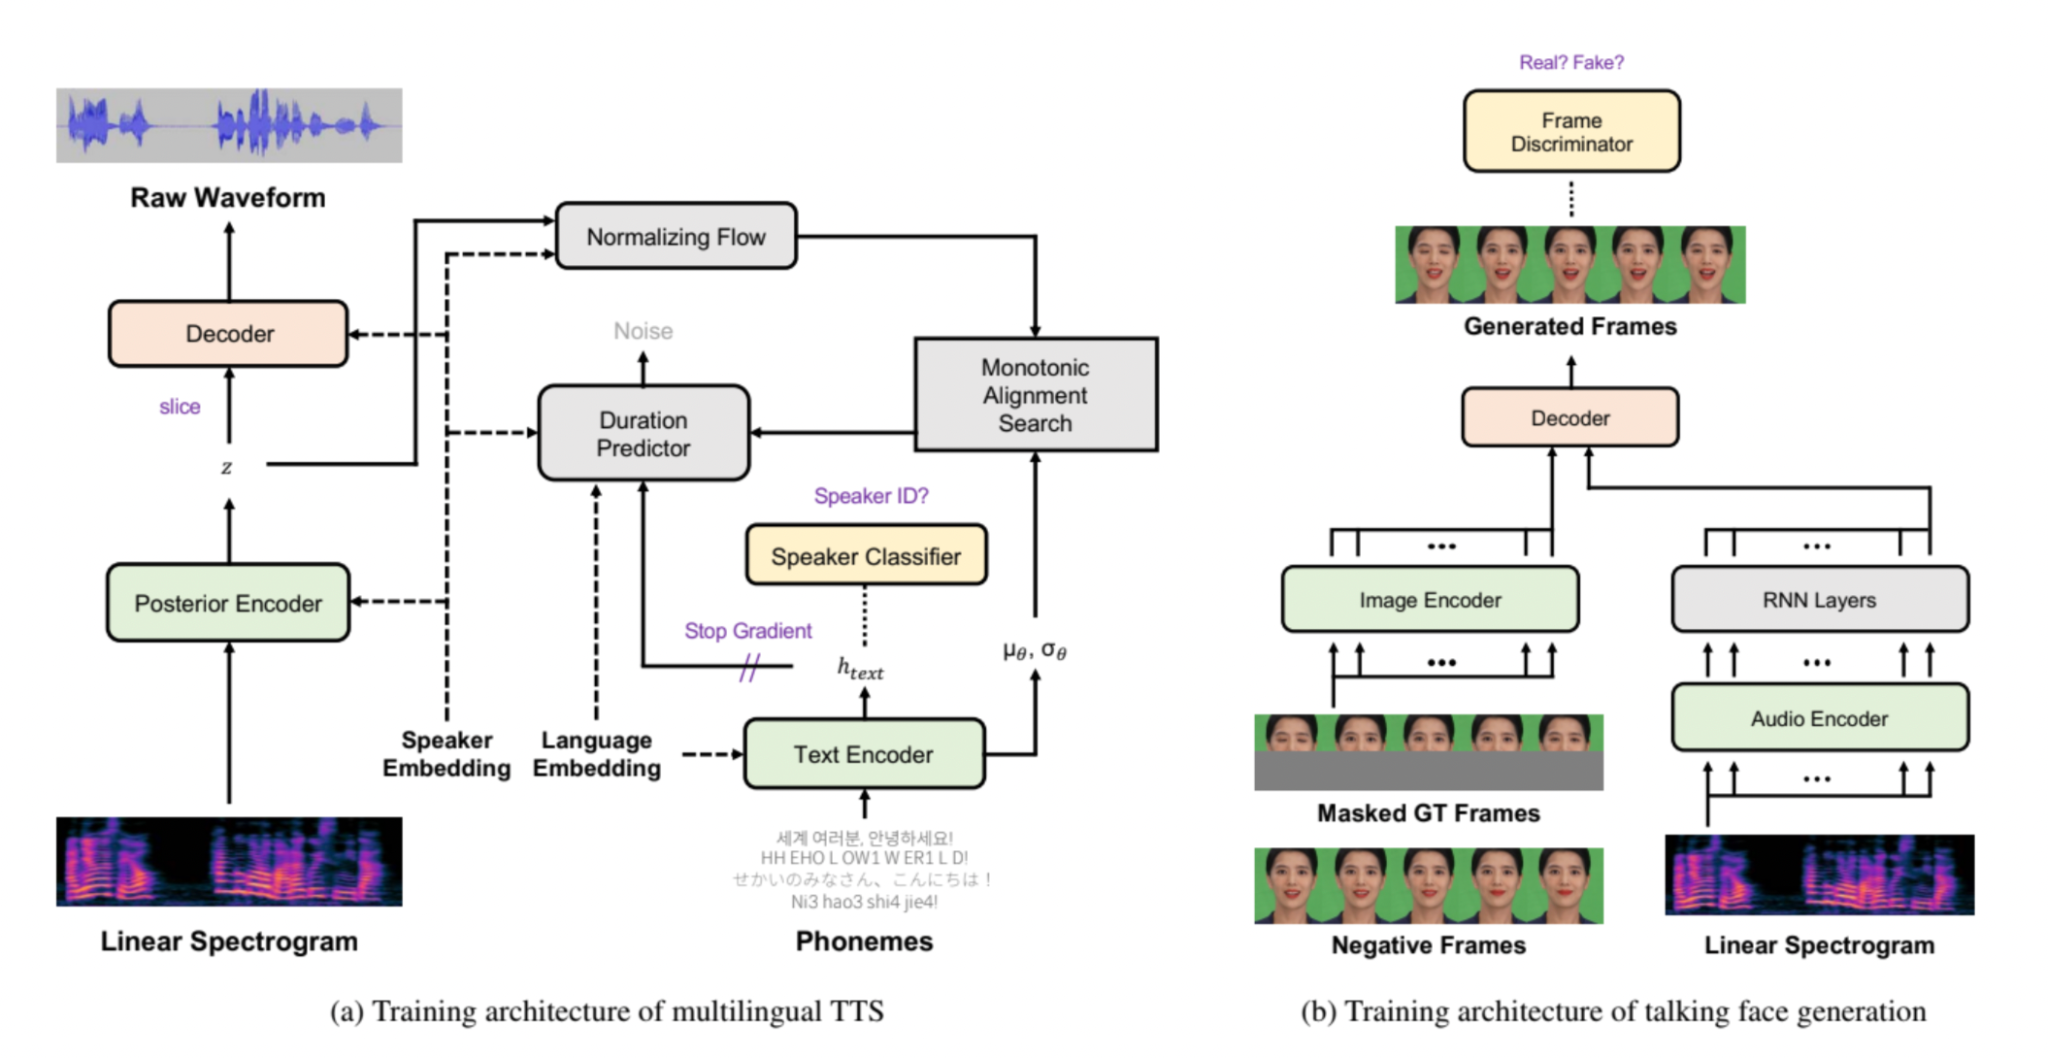 Raw Waveform
Decoder
slice
z
Posterior Encoder
Linear Spectrogram
Normalizing Flow
Noise
Duration
Predictor
Monotonic
Alignment
Search
Speaker ID?
Speaker Classifier
Stop Gradient
h_text
μ_θ, σ_θ
Speaker
Embedding
Language
Embedding
Text Encoder
세계 여러분, 안녕하세요!
HH EHO L OW1 W ER1 L D!
せかいのみなさん、こんにちは！
Ni3 hao3 shi4 jie4!
Phonemes
(a) Training architecture of multilingual TTS
Real? Fake?
Frame
Discriminator
Generated Frames
Decoder
...
...
Image Encoder
RNN Layers
...
...
Audio Encoder
...
Masked GT Frames
Negative Frames
Linear Spectrogram
(b) Training architecture of talking face generation